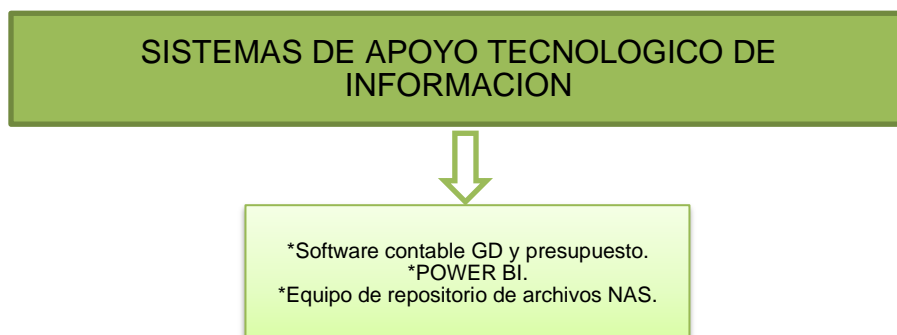 SISTEMAS DE APOYO TECNOLOGICO DE
INFORMACION
*Software contable GD y presupuesto.
*POWER BI.
*Equipo de repositorio de archivos NAS.